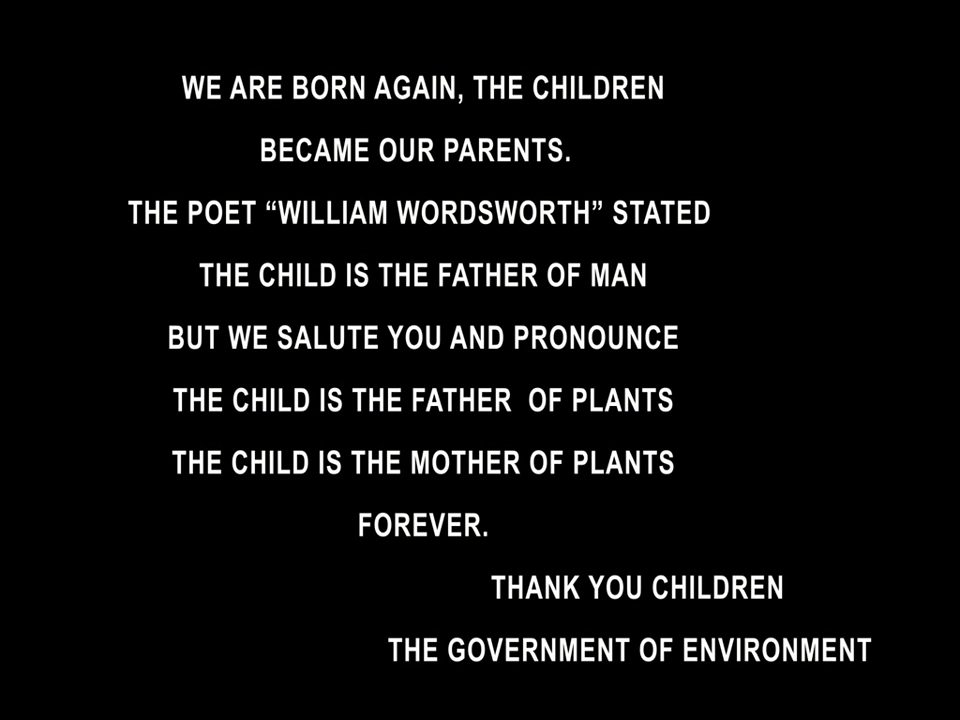 WE ARE BORN AGAIN, THE CHILDREN
BECAME OUR PARENTS.
THE POET “WILLIAM WORDSWORTH” STATED
THE CHILD IS THE FATHER OF MAN
BUT WE SALUTE YOU AND PRONOUNCE
THE CHILD IS THE FATHER  OF PLANTS
THE CHILD IS THE MOTHER OF PLANTS
FOREVER.
THANK YOU CHILDREN
THE GOVERNMENT OF ENVIRONMENT